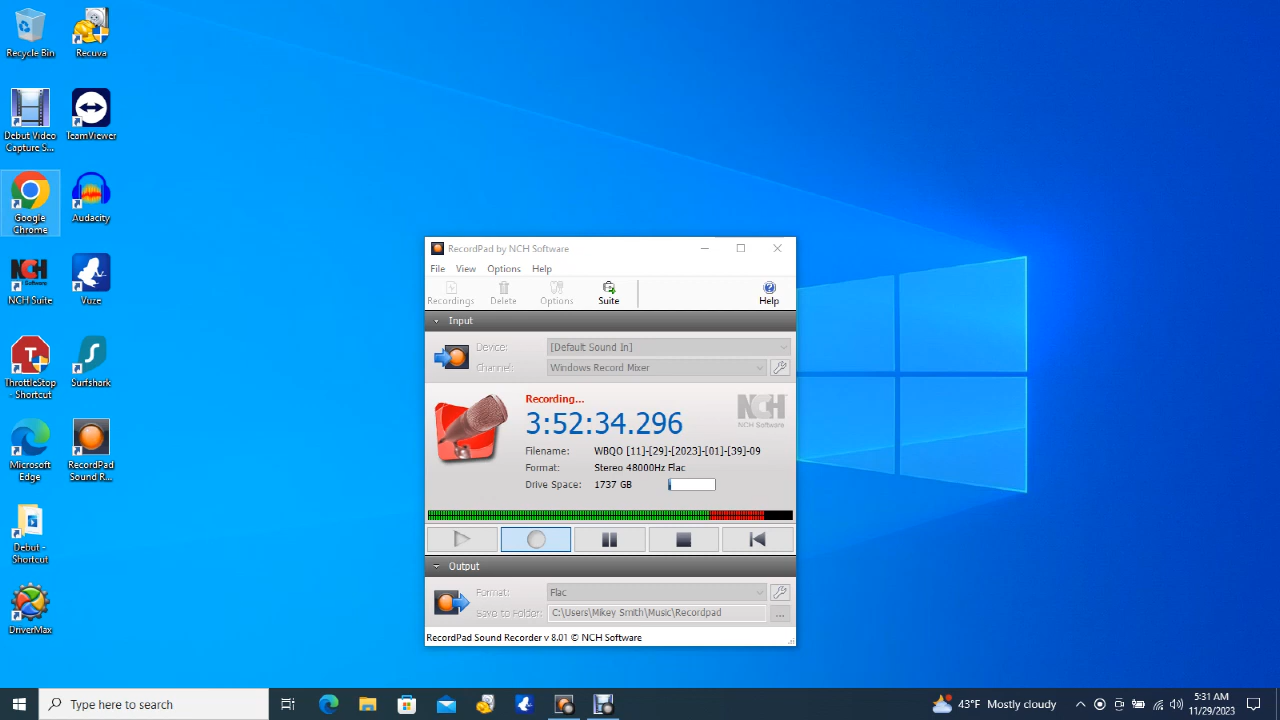 Recycle Bin
Recuva
Debut Video
Capture S...
TeamViewer
Google
Chrome
Audacity
NCH
NCH Suite
Vuze
ThrottleStop
- Shortcut
Surfshark
Microsoft
Edge
RecordPad
Sound R...
Debut -
Shortcut
DriverMax
RecordPad by NCH Software
File View Options Help
Recordings Delete Options Suite Help
Input
Device: [Default Sound In]
Channel: Windows Record Mixer
Recording...
3:52:34.296
NCH
NCH Software
Filename: WBQO [11]-[29]-[2023]-[01]-[39]-09
Format: Stereo 48000Hz Flac
Drive Space: 1737 GB
Output
Format: Flac
Save to Folder: C:\Users\Mikey Smith\Music\Recordpad ...
RecordPad Sound Recorder v 8.01 © NCH Software
Type here to search
43°F Mostly cloudy
5:31 AM
11/29/2023